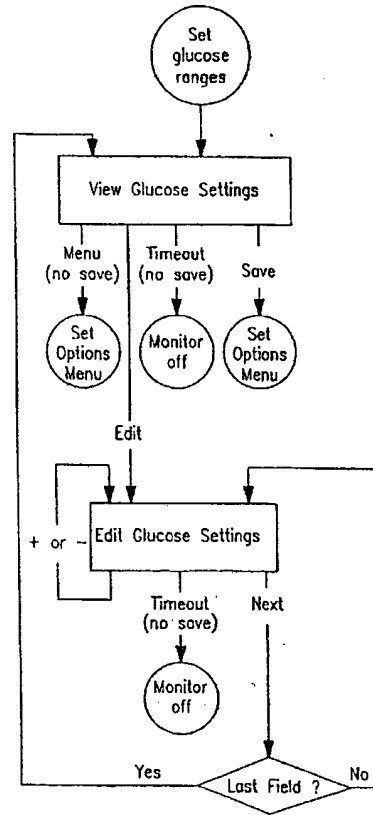 Set
glucose
ranges
View Glucose Settings
Menu
(no save)
Timeout
(no save)
Save
Set
Options
Menu
Monitor
off
Set
Options
Menu
Edit
+ or -
Edit Glucose Settings
Timeout
(no save)
Next
Monitor
off
Yes
Last Field ?
No